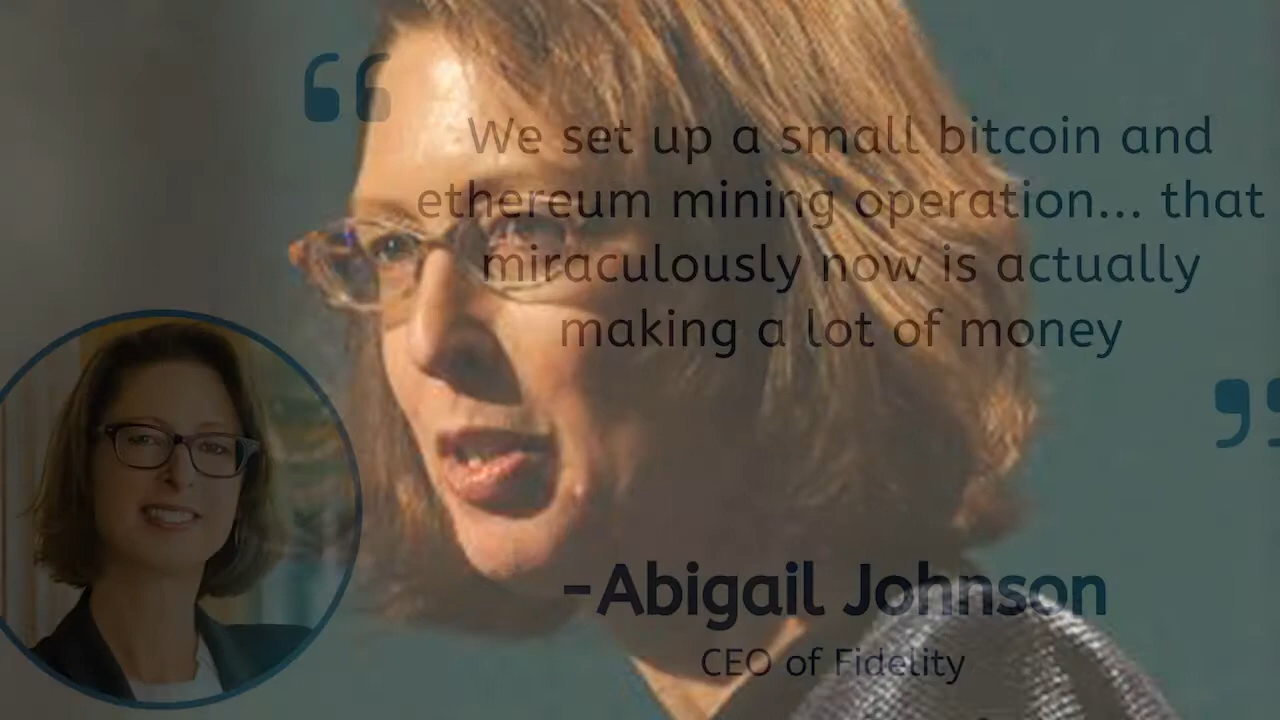 “
We set up a small bitcoin and
ethereum mining operation... that
miraculously now is actually
making a lot of money
”
-Abigail Johnson
CEO of Fidelity